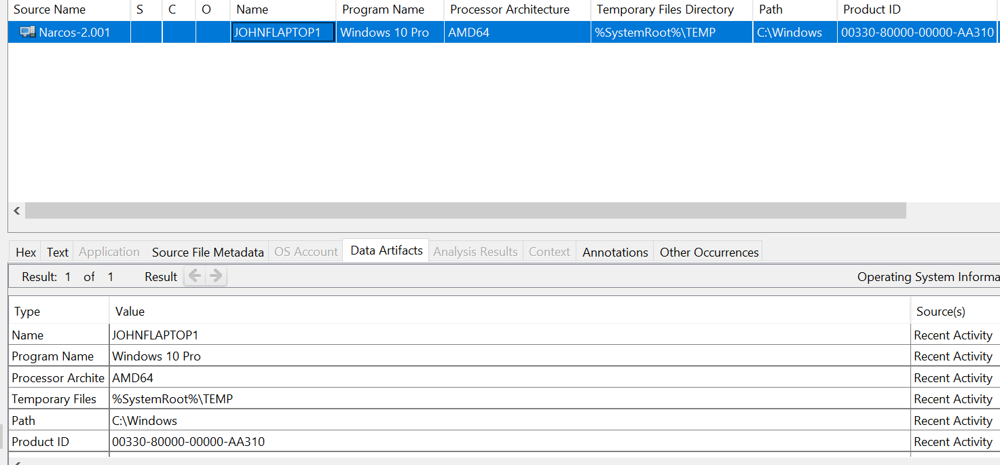 Source Name S C O Name Program Name Processor Architecture Temporary Files Directory Path Product ID
Narcos-2.001 JOHNFLAPTOP1 Windows 10 Pro AMD64 %SystemRoot%\TEMP C:\Windows 00330-80000-00000-AA310
Hex Text Application Source File Metadata OS Account Data Artifacts Analysis Results Context Annotations Other Occurrences
Result: 1 of 1 Result Operating System Informa
Type Value Source(s)
Name JOHNFLAPTOP1 Recent Activity
Program Name Windows 10 Pro Recent Activity
Processor Archite AMD64 Recent Activity
Temporary Files %SystemRoot%\TEMP Recent Activity
Path C:\Windows Recent Activity
Product ID 00330-80000-00000-AA310 Recent Activity